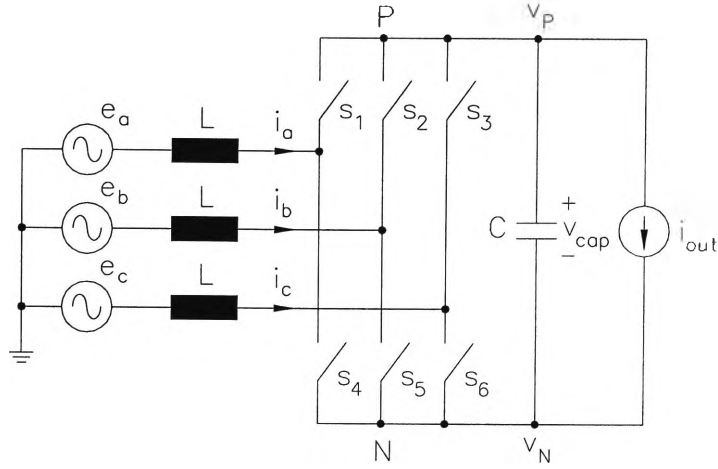 P
v_P
e_a
L
i_a
S_1
S_2
S_3
e_b
L
i_b
C
+
v_cap
−
i_out
e_c
L
i_c
S_4
S_5
S_6
N
v_N